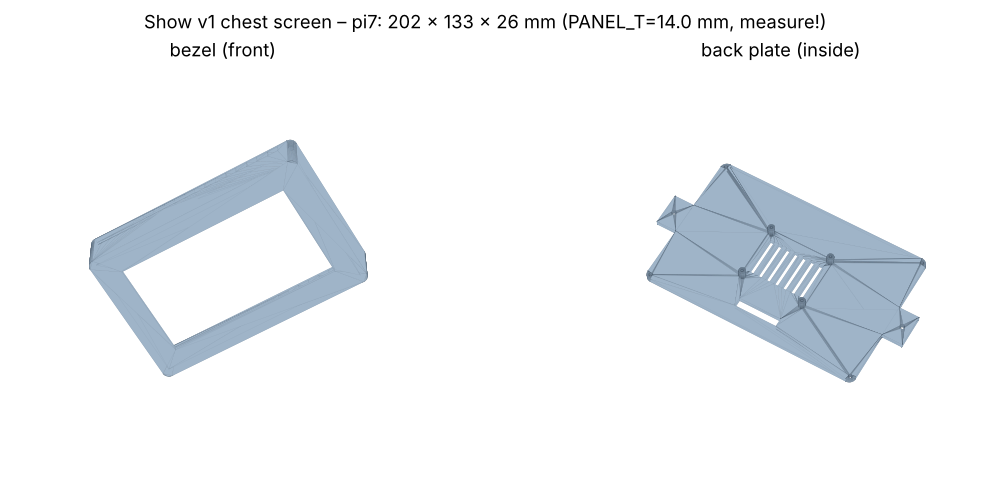 Show v1 chest screen – pi7: 202 × 133 × 26 mm (PANEL_T=14.0 mm, measure!)
bezel (front)
back plate (inside)